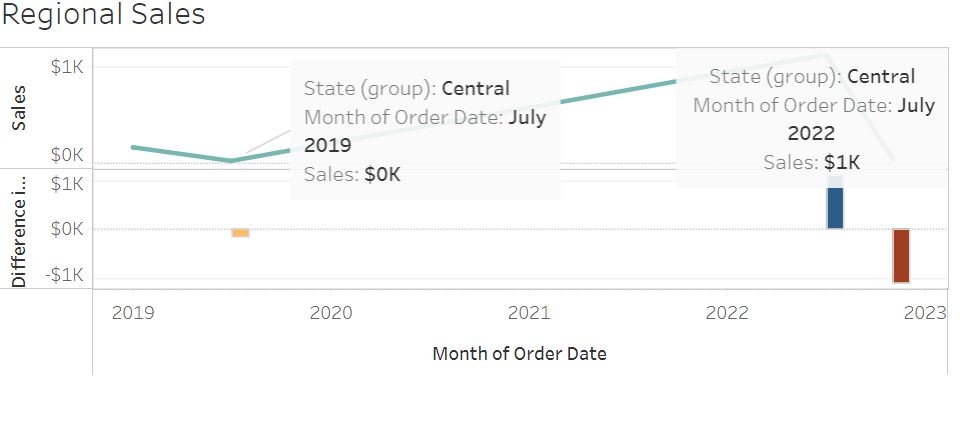 Regional Sales
Sales
$1K
$0K
State (group): Central
Month of Order Date: July
2019
Sales: $0K
State (group): Central
Month of Order Date: July
2022
Sales: $1K
Difference i...
$1K
$0K
-$1K
2019 2020 2021 2022 2023
Month of Order Date